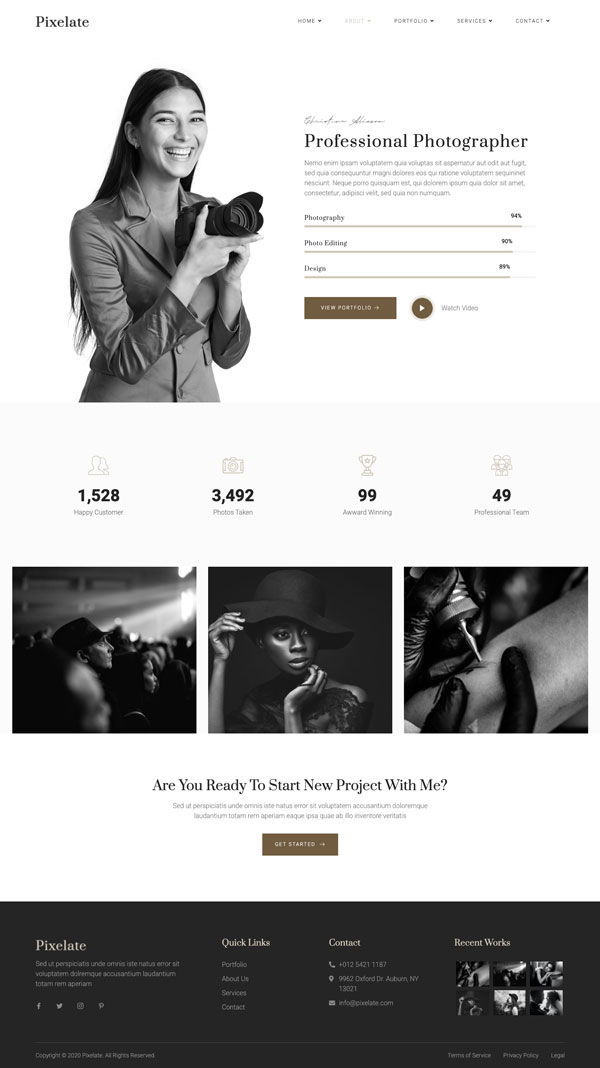 Pixelate
HOME
ABOUT
PORTFOLIO
SERVICES
CONTACT
Professional Photographer
Nemo enim ipsam voluptatem quia voluptas sit aspernatur aut odit aut fugit,
sed quia consequuntur magni dolores eos qui ratione voluptatem sequininet
nesciunt. Neque porro quisquam est, qui dolorem ipsum quia dolor sit amet,
consectetur, adipisci velit, sed quia non numquam.
Photography 94%
Photo Editing 90%
Design 89%
VIEW PORTFOLIO →
Watch Video
1,528
Happy Customer
3,492
Photos Taken
99
Awward Winning
49
Professional Team
Are You Ready To Start New Project With Me?
Sed ut perspiciatis unde omnis iste natus error sit voluptatem accusantium doloremque
laudantium totam rem aperiam eaque ipsa quae ab illo inventore veritatis
GET STARTED →
Pixelate
Sed ut perspiciatis unde omnis iste natus error sit
voluptatem dolremque accusantium laudantium
totam rem aperiam
Quick Links
Portfolio
About Us
Services
Contact
Contact
+012 5421 1187
9962 Oxford Dr. Auburn, NY
13021
info@pixelate.com
Recent Works
Copyright © 2020 Pixelate. All Rights Reserved.
Terms of Service
Privacy Policy
Legal